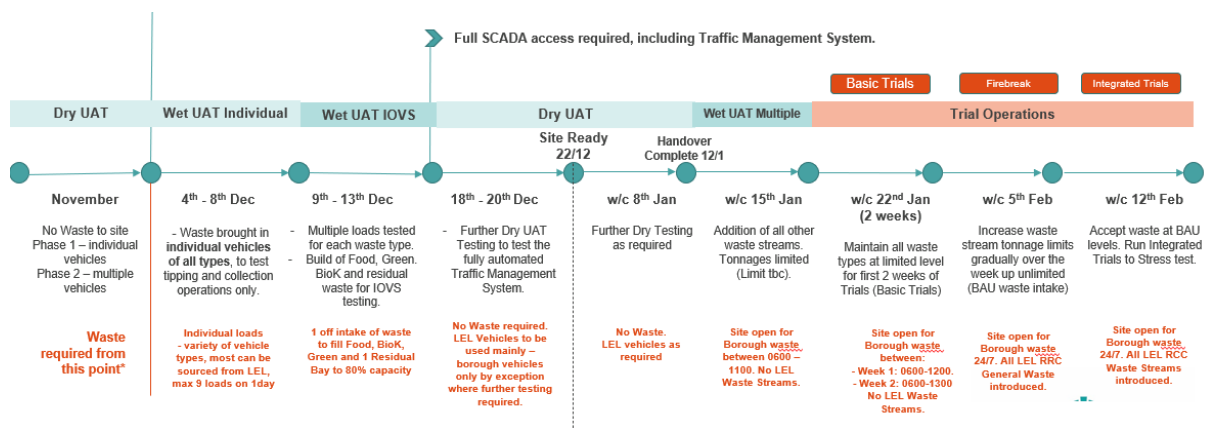 Full SCADA access required, including Traffic Management System.
Basic Trials
Firebreak
Integrated Trials
Dry UAT
Wet UAT Individual
Wet UAT IOVS
Dry UAT
Wet UAT Multiple
Trial Operations
Site Ready
22/12
Handover
Complete 12/1
November
No Waste to site
Phase 1 – individual
vehicles
Phase 2 – multiple
vehicles
Waste
required from
this point*
4th - 8th Dec
- Waste brought in
individual vehicles
of all types, to test
tipping and collection
operations only.
Individual loads
- variety of vehicle
types, most can be
sourced from LEL,
max 9 loads on 1day
9th - 13th Dec
- Multiple loads tested
for each waste type.
- Build of Food, Green.
BioK and residual
waste for IOVS
testing.
1 off intake of waste
to fill Food, BioK,
Green and 1 Residual
Bay to 80% capacity
18th - 20th Dec
- Further Dry UAT
Testing to test the
fully automated
Traffic Management
System.
No Waste required.
LEL Vehicles to be
used mainly –
borough vehicles
only by exception
where further testing
required.
w/c 8th Jan
Further Dry Testing
as required
No Waste.
LEL vehicles as
required
w/c 15th Jan
Addition of all other
waste streams.
Tonnages limited
(Limit tbc).
Site open for
Borough waste
between 0600 –
1100. No LEL
Waste Streams.
w/c 22nd Jan
(2 weeks)
Maintain all waste
types at limited level
for first 2 weeks of
Trials (Basic Trials)
Site open for
Borough waste
between:
- Week 1: 0600-1200.
- Week 2: 0600-1300
No LEL Waste
Streams.
w/c 5th Feb
Increase waste
stream tonnage limits
gradually over the
week up unlimited
(BAU waste intake)
Site open for
Borough waste
24/7. All LEL RRC
General Waste
introduced.
w/c 12th Feb
Accept waste at BAU
levels. Run Integrated
Trials to Stress test.
Site open for
Borough waste
24/7. All LEL RCC
Waste Streams
introduced.